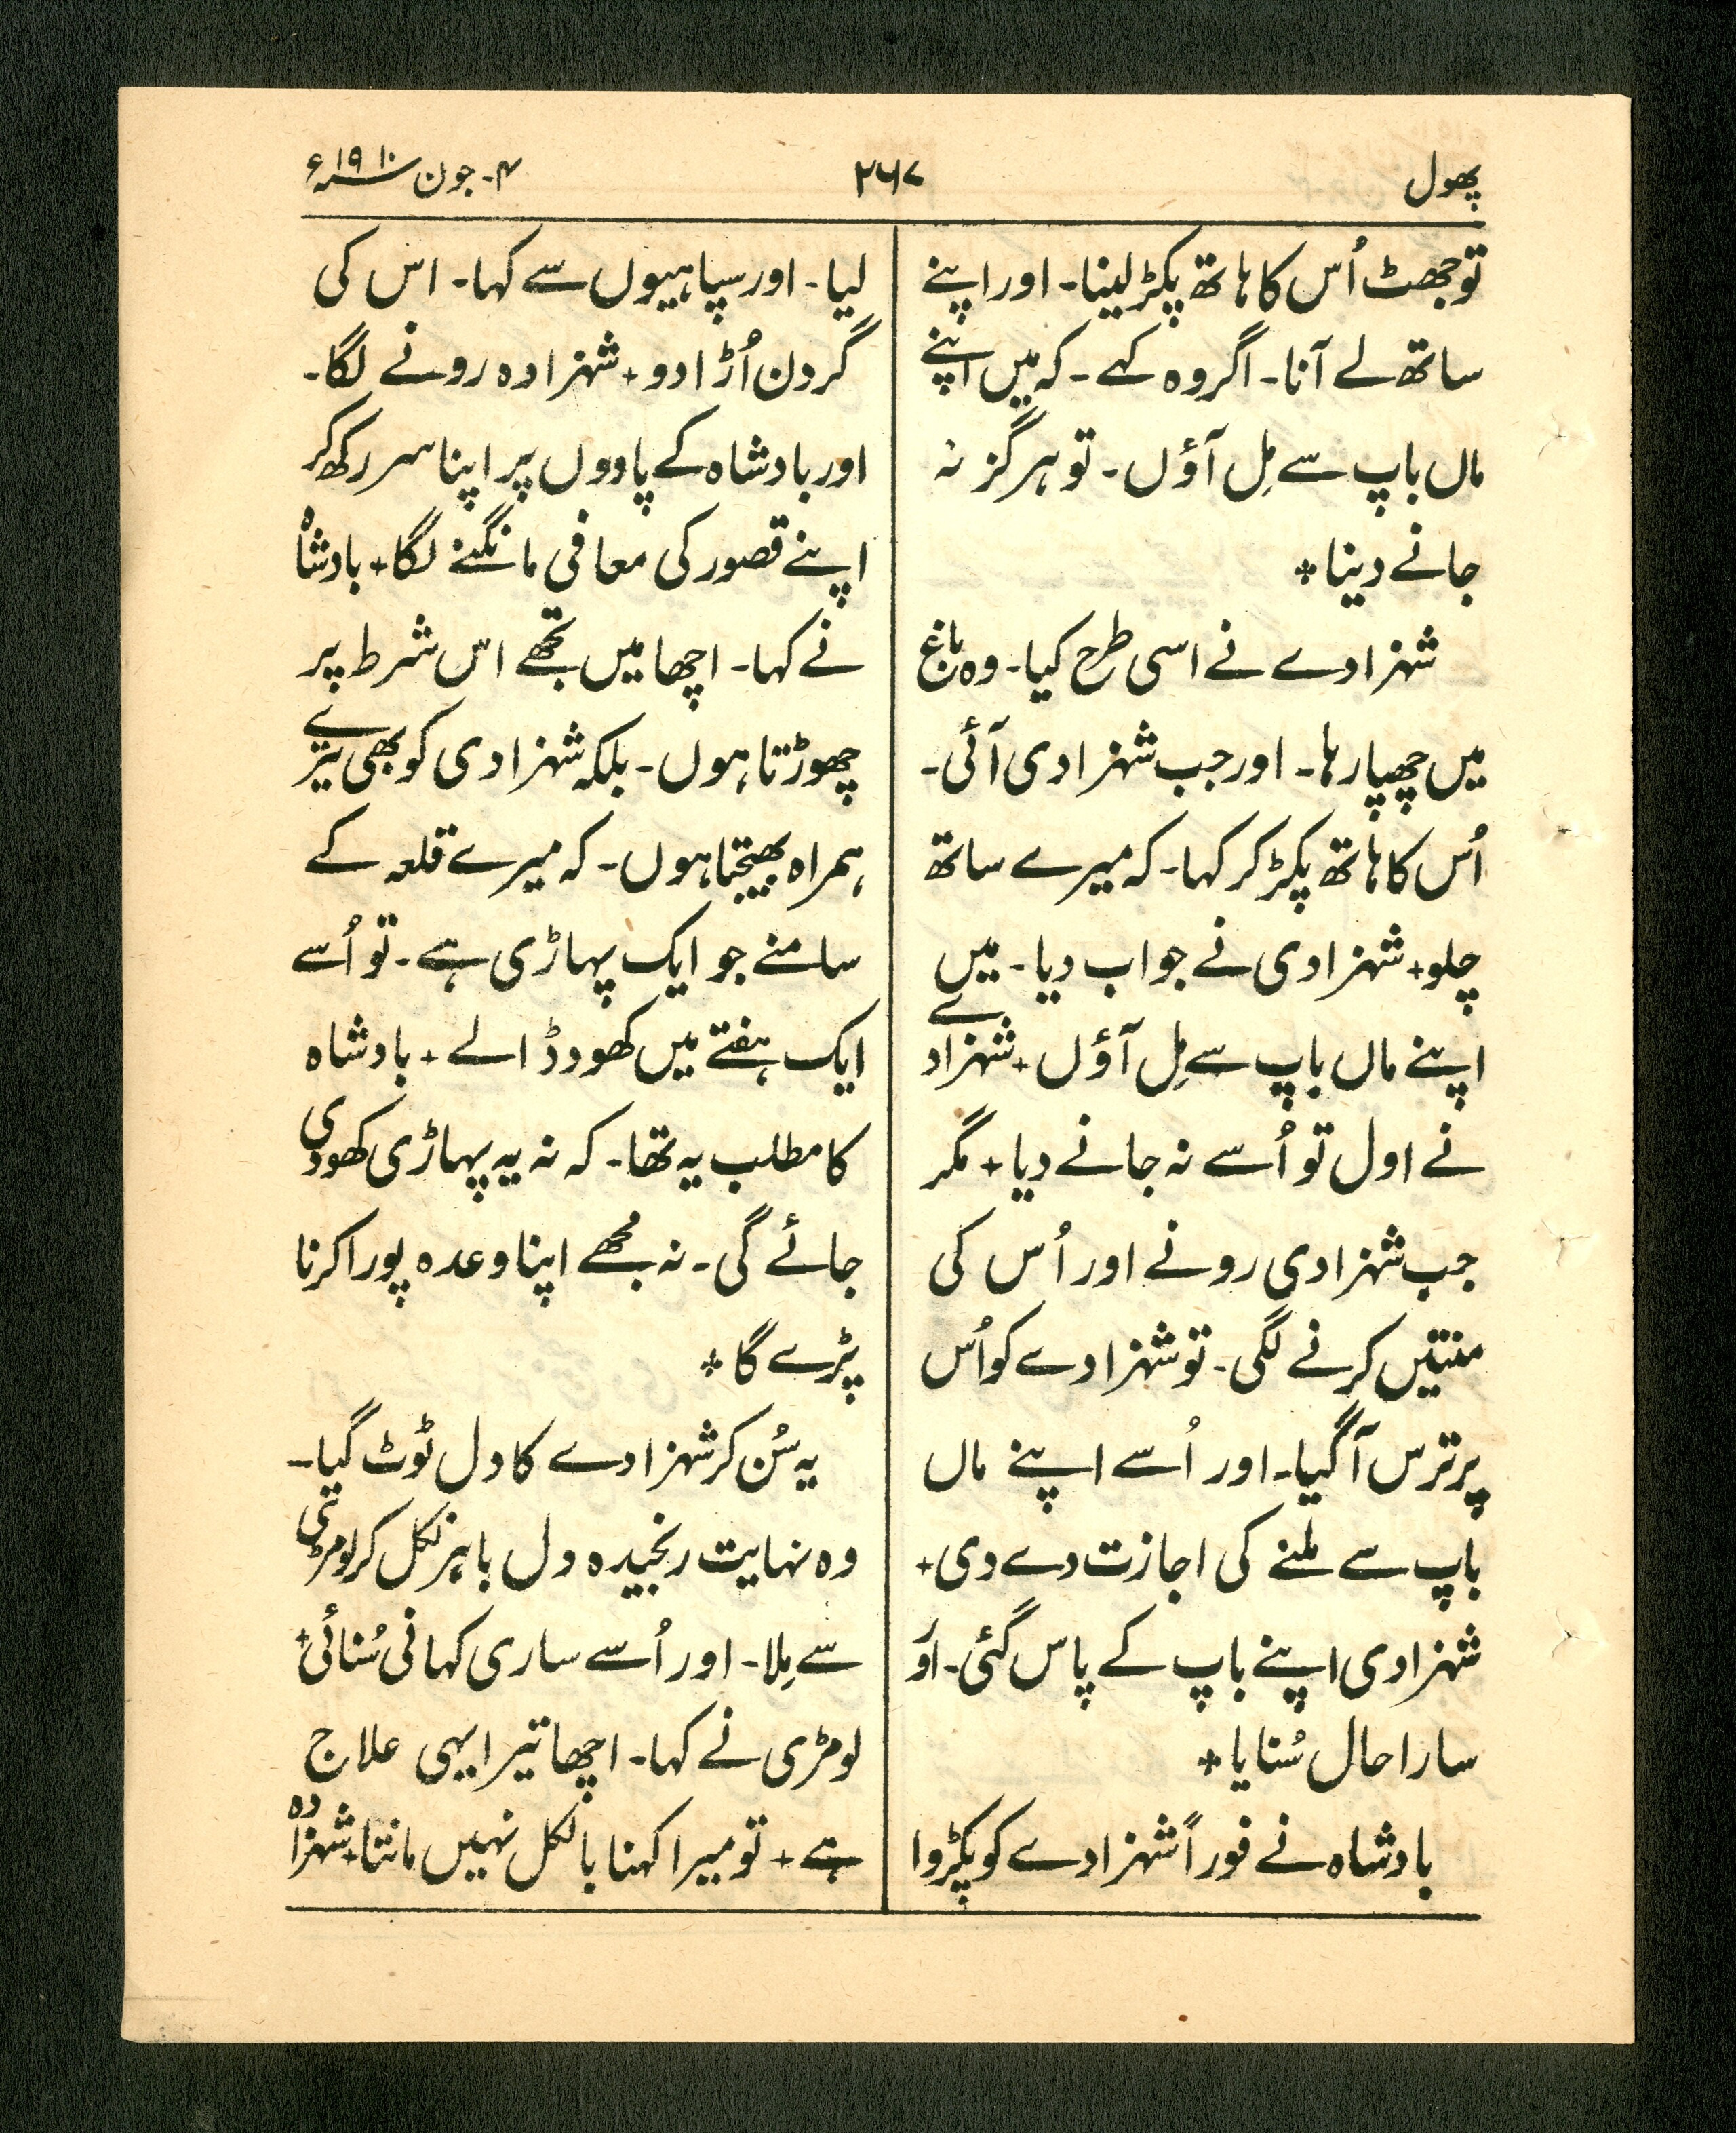 پھول
۲۶۷
۴۔ جون سنہ ۱۹۱۰ء
تو جھٹ اُس کا ہاتھ پکڑ لینا۔ اور اپنے
ساتھ لے آنا۔ اگر وہ کہے۔ کہ میں اپنے
ماں باپ سے مِل آؤں۔ تو ہرگز نہ
جانے دینا ٭
شہزادے نے اسی طرح کیا۔ وہ باغ
میں چھپا رہا۔ اور جب شہزادی آئی۔
اُس کا ہاتھ پکڑ کر کہا۔ کہ میرے ساتھ
چلو + شہزادی نے جواب دیا۔ میں
اپنے ماں باپ سے مِل آؤں + شہزادے
نے اول تو اُسے نہ جانے دیا + مگر
جب شہزادی رونے اور اُس کی
منتیں کرنے لگی۔ تو شہزادے کو اُس
پر ترس آگیا۔ اور اُسے اپنے ماں
باپ سے ملنے کی اجازت دے دی +
شہزادی اپنے باپ کے پاس گئی۔ اور
سارا حال سُنایا ٭
بادشاہ نے فوراً شہزادے کو پکڑوا
لیا۔ اور سپاہیوں سے کہا۔ اس کی
گردن اُڑا دو + شہزادہ رونے لگا۔
اور بادشاہ کے پادوں پر اپنا سر رکھ کر
اپنے قصور کی معافی مانگنے لگا + بادشاہ
نے کہا۔ اچھا میں تجھے اس شرط پر
چھوڑتا ہوں۔ بلکہ شہزادی کو بھی تیرے
ہمراہ بھیجتا ہوں۔ کہ میرے قلعہ کے
سامنے جو ایک پہاڑی ہے۔ تو اُسے
ایک ہفتے میں کھود ڈالے + بادشاہ
کا مطلب یہ تھا۔ کہ نہ یہ پہاڑی کھودی
جائے گی۔ نہ مجھے اپنا وعدہ پورا کرنا
پڑے گا ٭
یہ سُن کر شہزادے کا دل ٹوٹ گیا۔
وہ نہایت رنجیدہ دل باہر نکل کر لومڑی
سے مِلا۔ اور اُسے ساری کہانی سُنائی +
لومڑی نے کہا۔ اچھا تیرا یہی علاج
ہے + تو میرا کہنا بالکل نہیں مانتا + شہزادہ